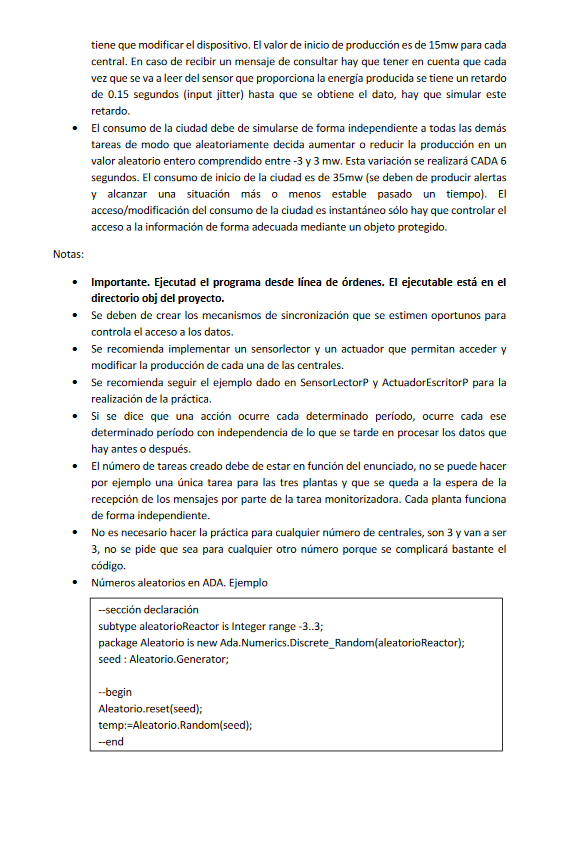 tiene que modificar el dispositivo. El valor de inicio de producción es de 15mw para cada
central. En caso de recibir un mensaje de consultar hay que tener en cuenta que cada
vez que se va a leer del sensor que proporciona la energía producida se tiene un retardo
de 0.15 segundos (input jitter) hasta que se obtiene el dato, hay que simular este
retardo.
• El consumo de la ciudad debe de simularse de forma independiente a todas las demás
tareas de modo que aleatoriamente decida aumentar o reducir la producción en un
valor aleatorio entero comprendido entre -3 y 3 mw. Esta variación se realizará CADA 6
segundos. El consumo de inicio de la ciudad es de 35mw (se deben de producir alertas
y alcanzar una situación más o menos estable pasado un tiempo). El
acceso/modificación del consumo de la ciudad es instantáneo sólo hay que controlar el
acceso a la información de forma adecuada mediante un objeto protegido.
Notas:
• Importante. Ejecutad el programa desde línea de órdenes. El ejecutable está en el
directorio obj del proyecto.
• Se deben de crear los mecanismos de sincronización que se estimen oportunos para
controla el acceso a los datos.
• Se recomienda implementar un sensorlector y un actuador que permitan acceder y
modificar la producción de cada una de las centrales.
• Se recomienda seguir el ejemplo dado en SensorLectorP y ActuadorEscritorP para la
realización de la práctica.
• Si se dice que una acción ocurre cada determinado período, ocurre cada ese
determinado período con independencia de lo que se tarde en procesar los datos que
hay antes o después.
• El número de tareas creado debe de estar en función del enunciado, no se puede hacer
por ejemplo una única tarea para las tres plantas y que se queda a la espera de la
recepción de los mensajes por parte de la tarea monitorizadora. Cada planta funciona
de forma independiente.
• No es necesario hacer la práctica para cualquier número de centrales, son 3 y van a ser
3, no se pide que sea para cualquier otro número porque se complicará bastante el
código.
• Números aleatorios en ADA. Ejemplo
--sección declaración
subtype aleatorioReactor is Integer range -3..3;
package Aleatorio is new Ada.Numerics.Discrete_Random(aleatorioReactor);
seed : Aleatorio.Generator;
--begin
Aleatorio.reset(seed);
temp:=Aleatorio.Random(seed);
--end